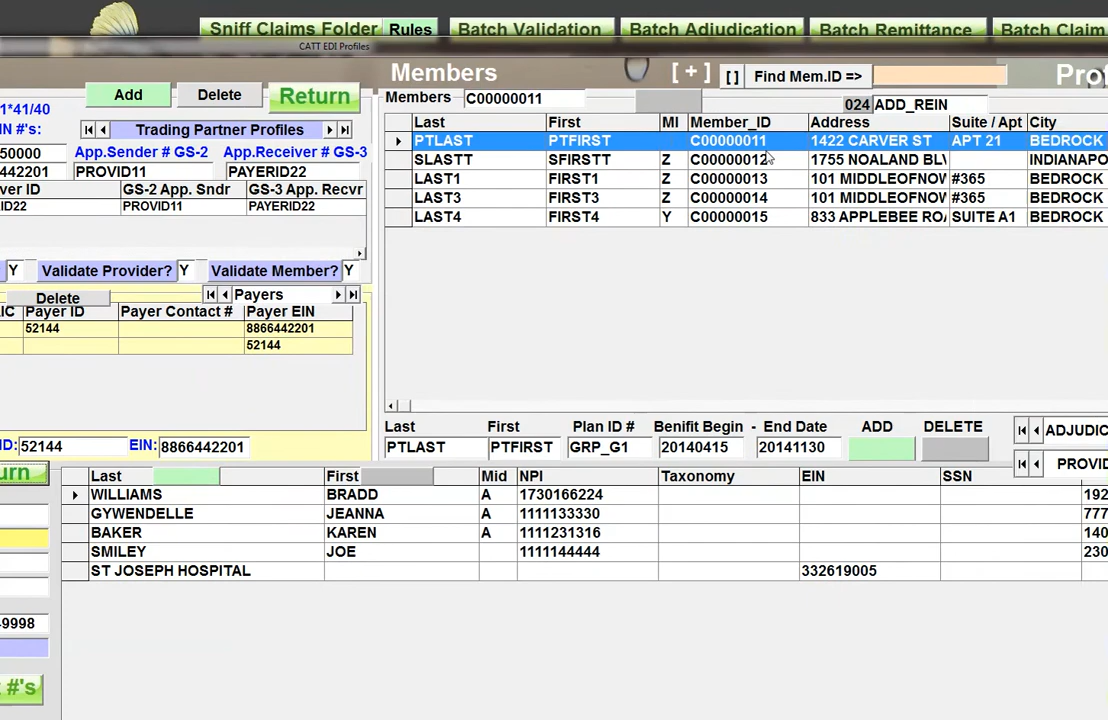 Sniff Claims Folder Rules Batch Validation Batch Adjudication Batch Remittance Batch Claim
CATT EDI Profiles
Members [ + ] [ ] Find Mem.ID => Pro
Add Delete Return
Members C00000011
1*41/40
024 ADD_REIN
N #'s: Trading Partner Profiles
50000 App.Sender # GS-2 App.Receiver # GS-3
442201 PROVID11 PAYERID22
ver ID GS-2 App. Sndr GS-3 App. Recvr
ID22 PROVID11 PAYERID22
Y Validate Provider? Y Validate Member? Y
Delete Payers
IC Payer ID Payer Contact # Payer EIN
52144 8866442201
52144
ID: 52144 EIN: 8866442201
Last First MI Member_ID Address Suite / Apt City
PTLAST PTFIRST C00000011 1422 CARVER ST APT 21 BEDROCK
SLASTT SFIRSTT Z C00000012 1755 NOALAND BLV INDIANAPO
LAST1 FIRST1 Z C00000013 101 MIDDLEOFNOW #365 BEDROCK
LAST3 FIRST3 Z C00000014 101 MIDDLEOFNOW #365 BEDROCK
LAST4 FIRST4 Y C00000015 833 APPLEBEE ROA SUITE A1 BEDROCK
Last First Plan ID # Benifit Begin - End Date ADD DELETE ADJUDIC
PTLAST PTFIRST GRP_G1 20140415 20141130
PROVID
urn
Last First Mid NPI Taxonomy EIN SSN
WILLIAMS BRADD A 1730166224 192
GYWENDELLE JEANNA A 1111133330 777
BAKER KAREN A 1111231316 140
SMILEY JOE 1111144444 230
ST JOSEPH HOSPITAL 332619005
9998
#'s